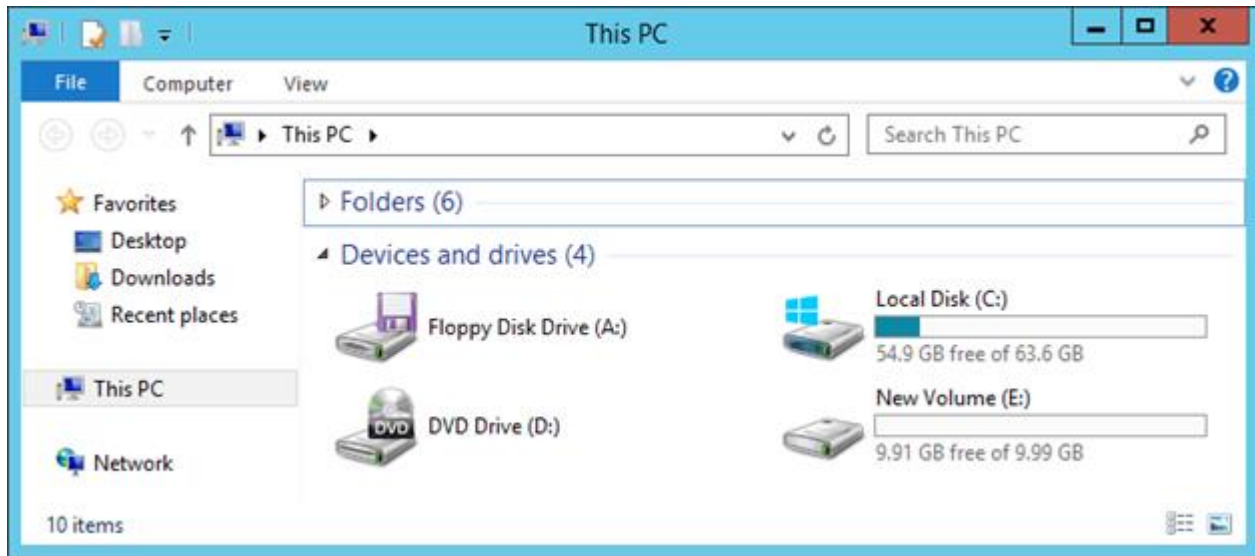 This PC
File Computer View
This PC
Search This PC
Favorites
Desktop
Downloads
Recent places
This PC
Network
Folders (6)
Devices and drives (4)
Floppy Disk Drive (A:)
Local Disk (C:)
54.9 GB free of 63.6 GB
DVD
DVD Drive (D:)
New Volume (E:)
9.91 GB free of 9.99 GB
10 items